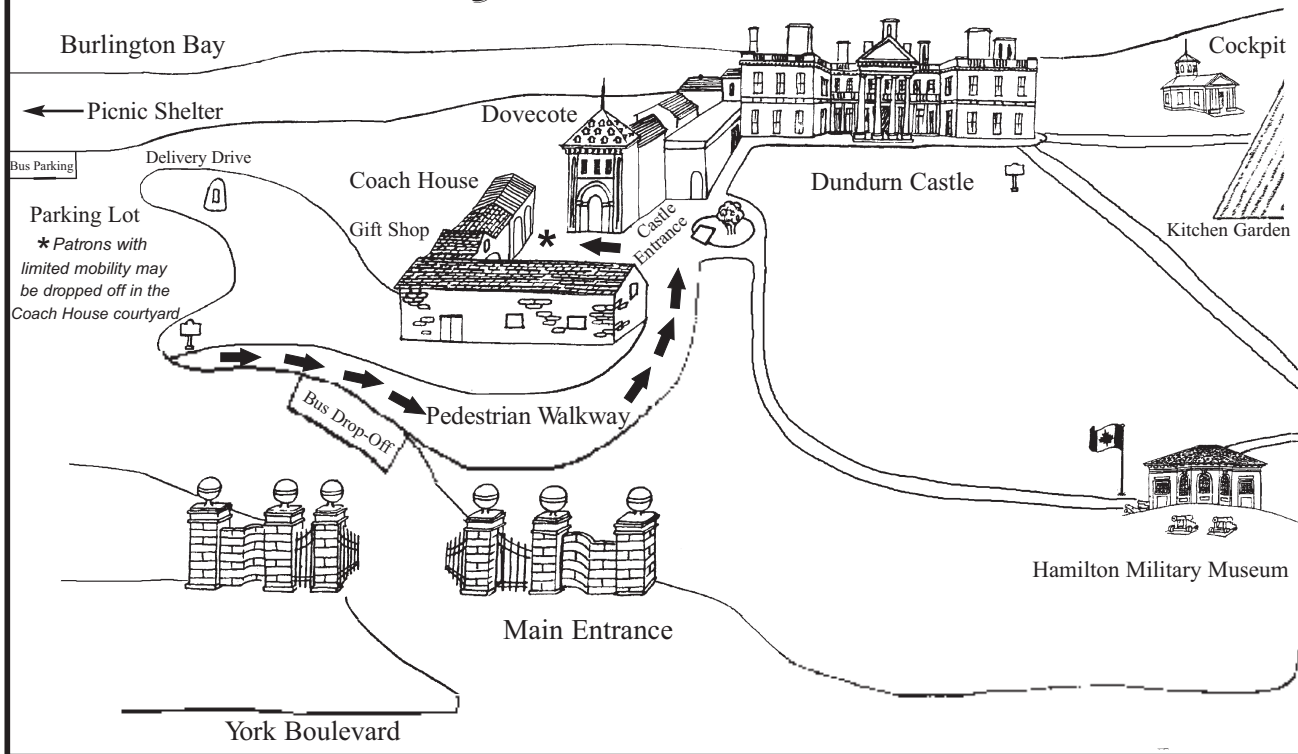 Burlington Bay
Cockpit
Picnic Shelter
Dovecote
Bus Parking
Delivery Drive
Coach House
Dundurn Castle
Parking Lot
* Patrons with
limited mobility may
be dropped off in the
Coach House courtyard
Gift Shop
*
Castle
Entrance
Kitchen Garden
Bus Drop-Off
Pedestrian Walkway
Hamilton Military Museum
Main Entrance
York Boulevard